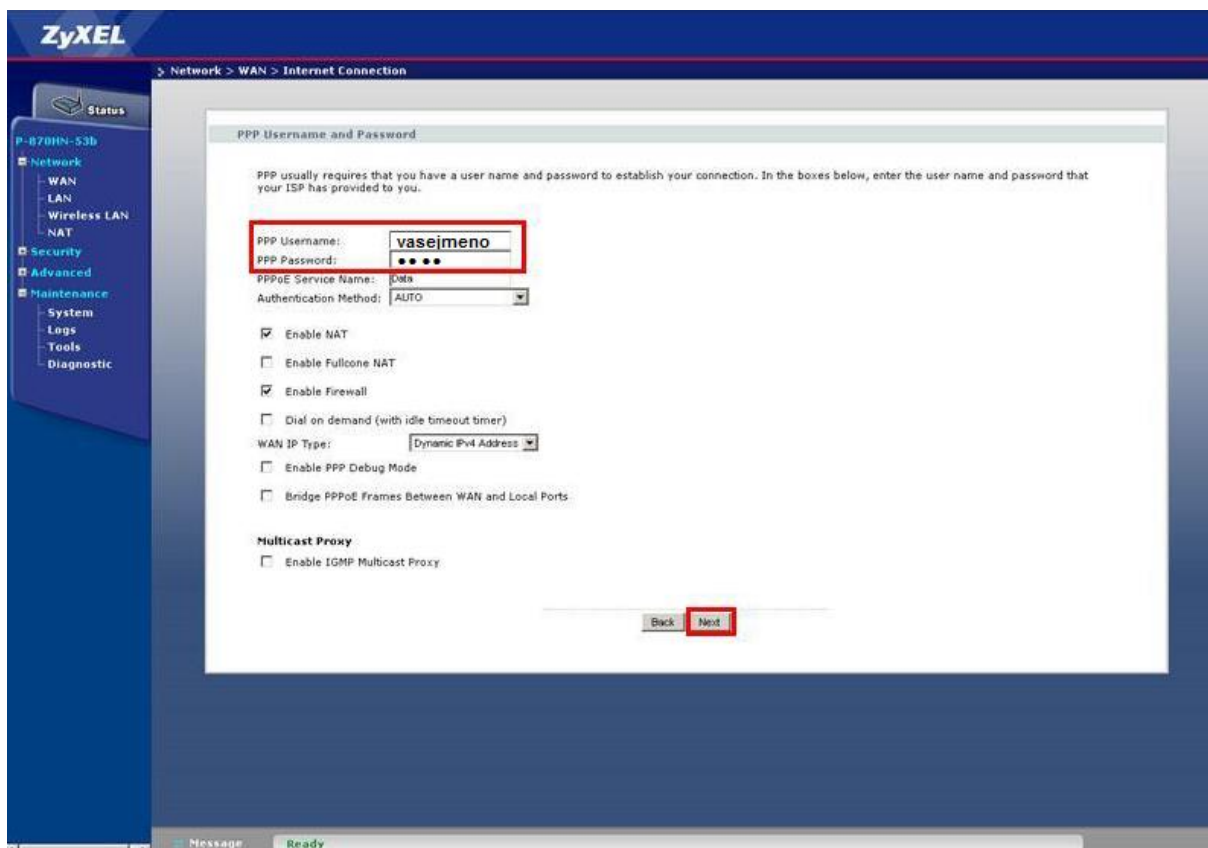 ZyXEL
> Network > WAN > Internet Connection
Status
P-870HN-53b
Network
WAN
LAN
Wireless LAN
NAT
Security
Advanced
Maintenance
System
Logs
Tools
Diagnostic
PPP Username and Password
PPP usually requires that you have a user name and password to establish your connection. In the boxes below, enter the user name and password that
your ISP has provided to you.
PPP Username: vasejmeno
PPP Password: ●●●●
PPPoE Service Name: Data
Authentication Method: AUTO
Enable NAT
Enable Fullcone NAT
Enable Firewall
Dial on demand (with idle timeout timer)
WAN IP Type: Dynamic IPv4 Address
Enable PPP Debug Mode
Bridge PPPoE Frames Between WAN and Local Ports
Multicast Proxy
Enable IGMP Multicast Proxy
Back Next
Message Ready